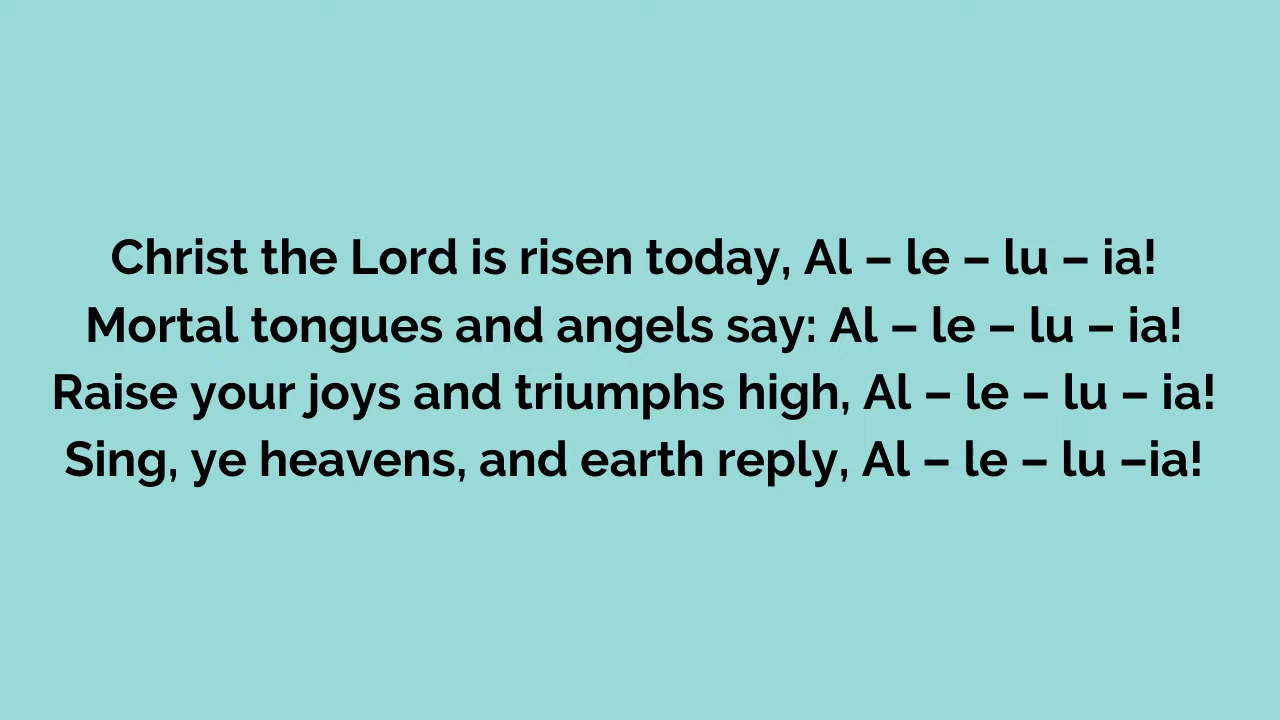 Christ the Lord is risen today, Al – le – lu – ia!
Mortal tongues and angels say: Al – le – lu – ia!
Raise your joys and triumphs high, Al – le – lu – ia!
Sing, ye heavens, and earth reply, Al – le – lu –ia!